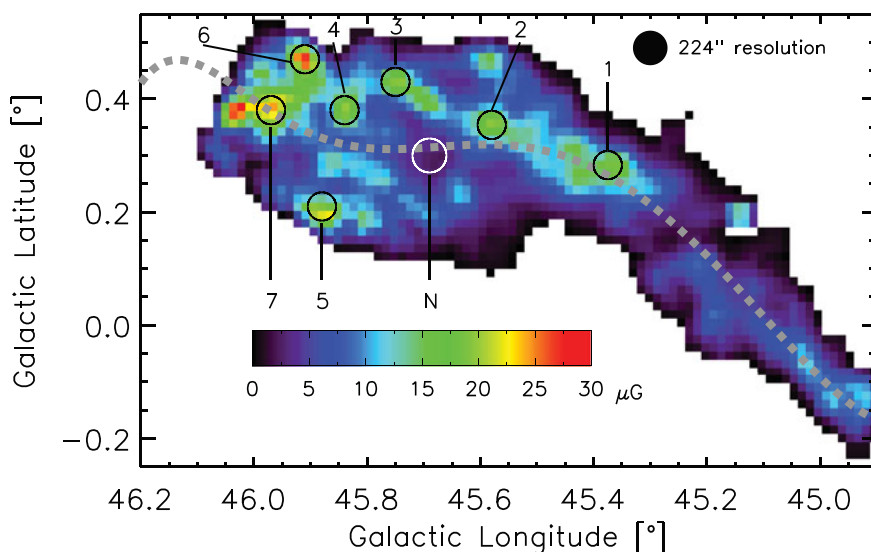 6 4 3 2 1
224" resolution
0.4
0.2
0.0
−0.2
Galactic Latitude [°]
7 5 N
0 5 10 15 20 25 30 μG
46.2 46.0 45.8 45.6 45.4 45.2 45.0
Galactic Longitude [°]